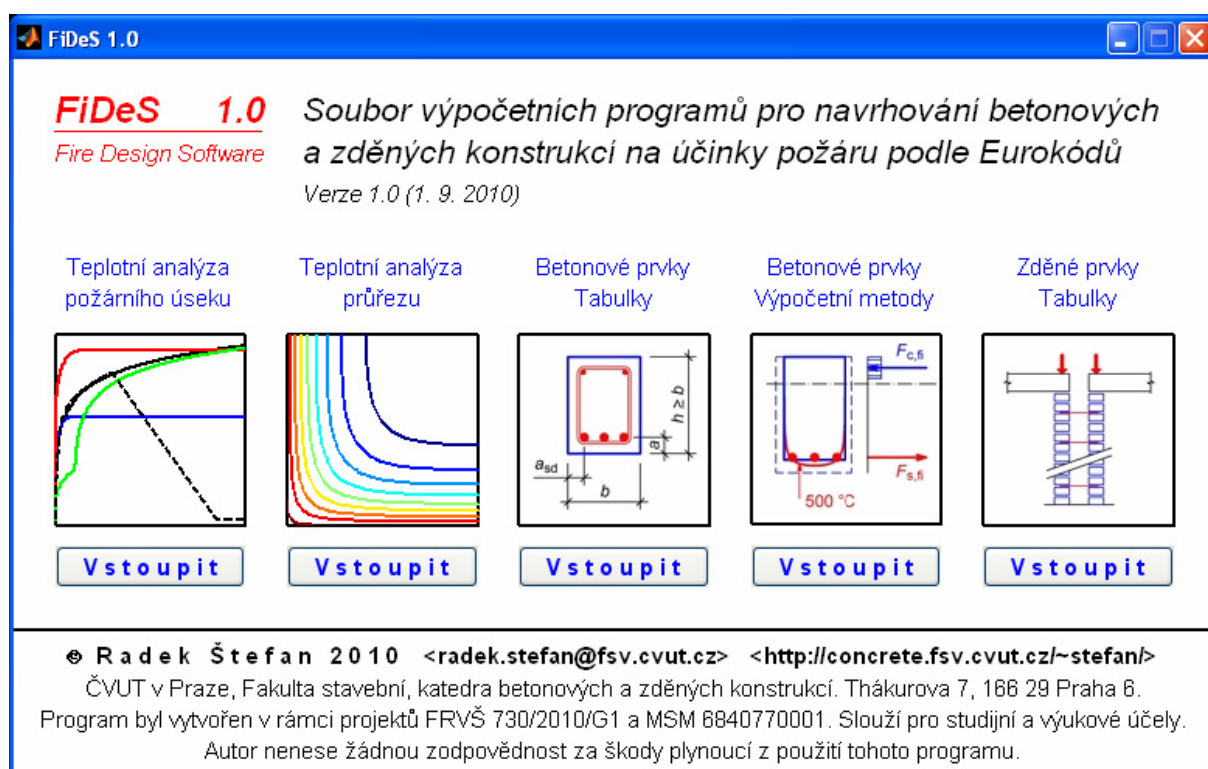 FiDeS 1.0
FiDeS 1.0
Fire Design Software
Soubor výpočetních programů pro navrhování betonových
a zděných konstrukcí na účinky požáru podle Eurokódů
Verze 1.0 (1. 9. 2010)
Teplotní analýza
požárního úseku
Teplotní analýza
průřezu
Betonové prvky
Tabulky
Betonové prvky
Výpočetní metody
Zděné prvky
Tabulky
h ≥ b
a
a_sd
b
F_c,fi
F_s,fi
500 °C
Vstoupit
Vstoupit
Vstoupit
Vstoupit
Vstoupit
© Radek Štefan 2010 <radek.stefan@fsv.cvut.cz> <http://concrete.fsv.cvut.cz/~stefan/>
ČVUT v Praze, Fakulta stavební, katedra betonových a zděných konstrukcí. Thákurova 7, 166 29 Praha 6.
Program byl vytvořen v rámci projektů FRVŠ 730/2010/G1 a MSM 6840770001. Slouží pro studijní a výukové účely.
Autor nenese žádnou zodpovědnost za škody plynoucí z použití tohoto programu.